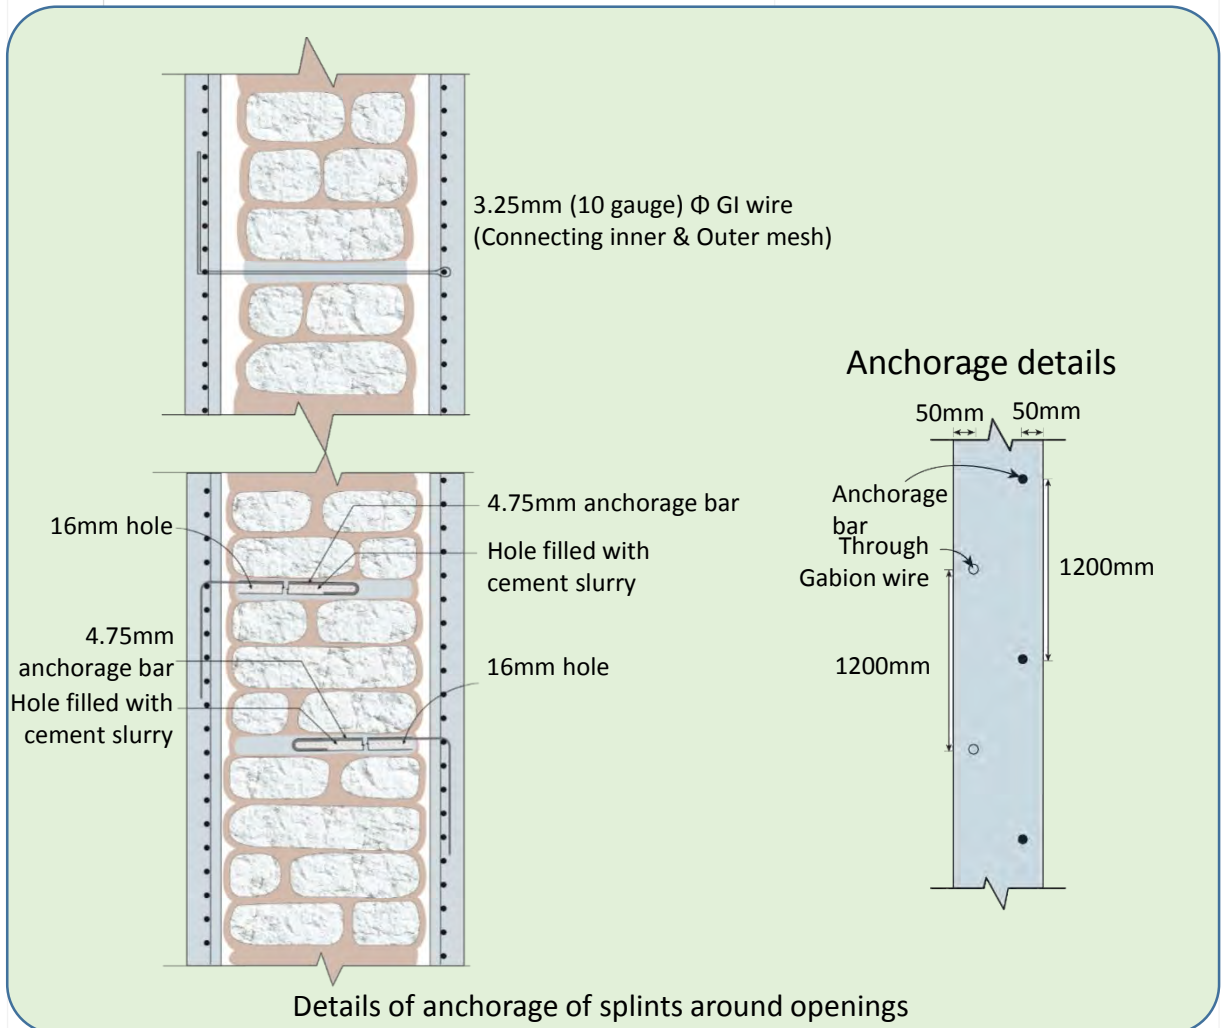 3.25mm (10 gauge) Φ GI wire
(Connecting inner & Outer mesh)
16mm hole
4.75mm anchorage bar
Hole filled with
cement slurry
4.75mm
anchorage bar
Hole filled with
cement slurry
16mm hole
Anchorage details
50mm
50mm
Anchorage
bar
Through
Gabion wire
1200mm
1200mm
Details of anchorage of splints around openings